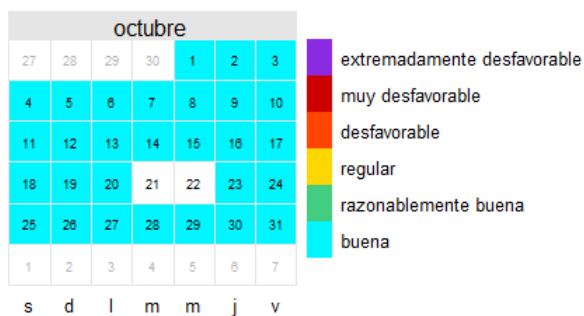 octubre
27 28 29 30 1 2 3
4 5 6 7 8 9 10
11 12 13 14 15 16 17
18 19 20 21 22 23 24
25 26 27 28 29 30 31
1 2 3 4 5 6 7
s d l m m j v
extremadamente desfavorable
muy desfavorable
desfavorable
regular
razonablemente buena
buena